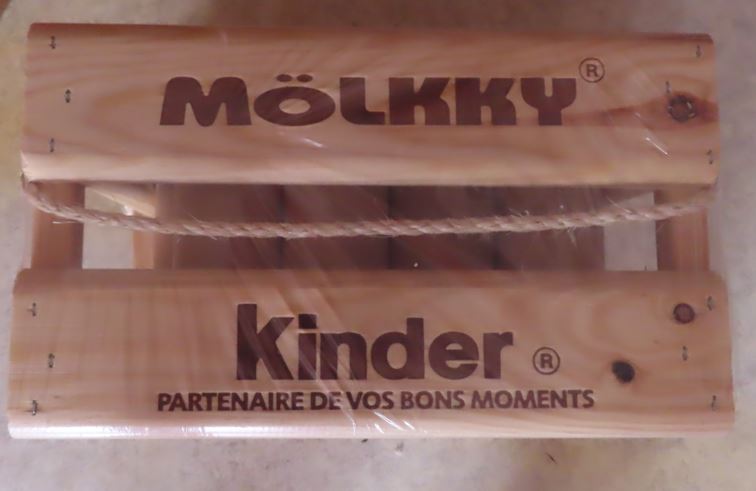 MÖLKKY®
Kinder®
PARTENAIRE DE VOS BONS MOMENTS